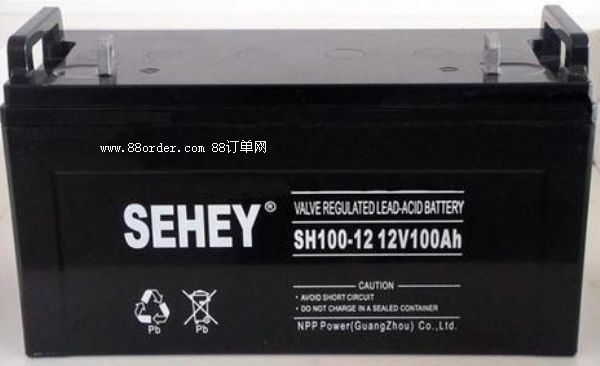 www.88order.com 88订单网
SEHEY®
VALVE REGULATED LEAD-ACID BATTERY
SH100-12 12V100Ah
CAUTION
• AVOID SHORT CIRCUIT
• DO NOT CHARGE IN A SEALED CONTAINER
NPP Power(GuangZhou) Co.,Ltd.
Pb
Pb